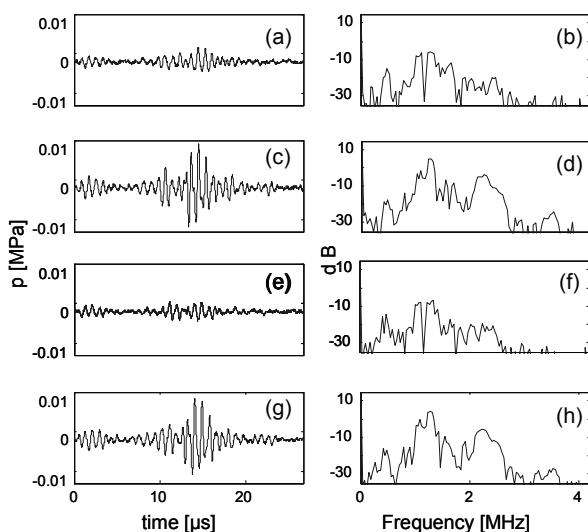 0.01
0
-0.01
(a)
10
-10
-30
(b)
0.01
0
-0.01
(c)
10
-10
-30
(d)
p [MPa]
dB
0.01
0
-0.01
(e)
10
-10
-30
(f)
0.01
0
-0.01
(g)
10
-10
-30
(h)
0 10 20
0 2 4
time [µs]
Frequency [MHz]